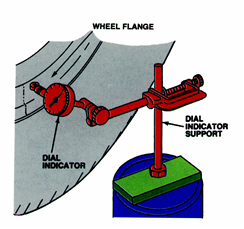 WHEEL FLANGE
DIAL
INDICATOR
DIAL
INDICATOR
SUPPORT